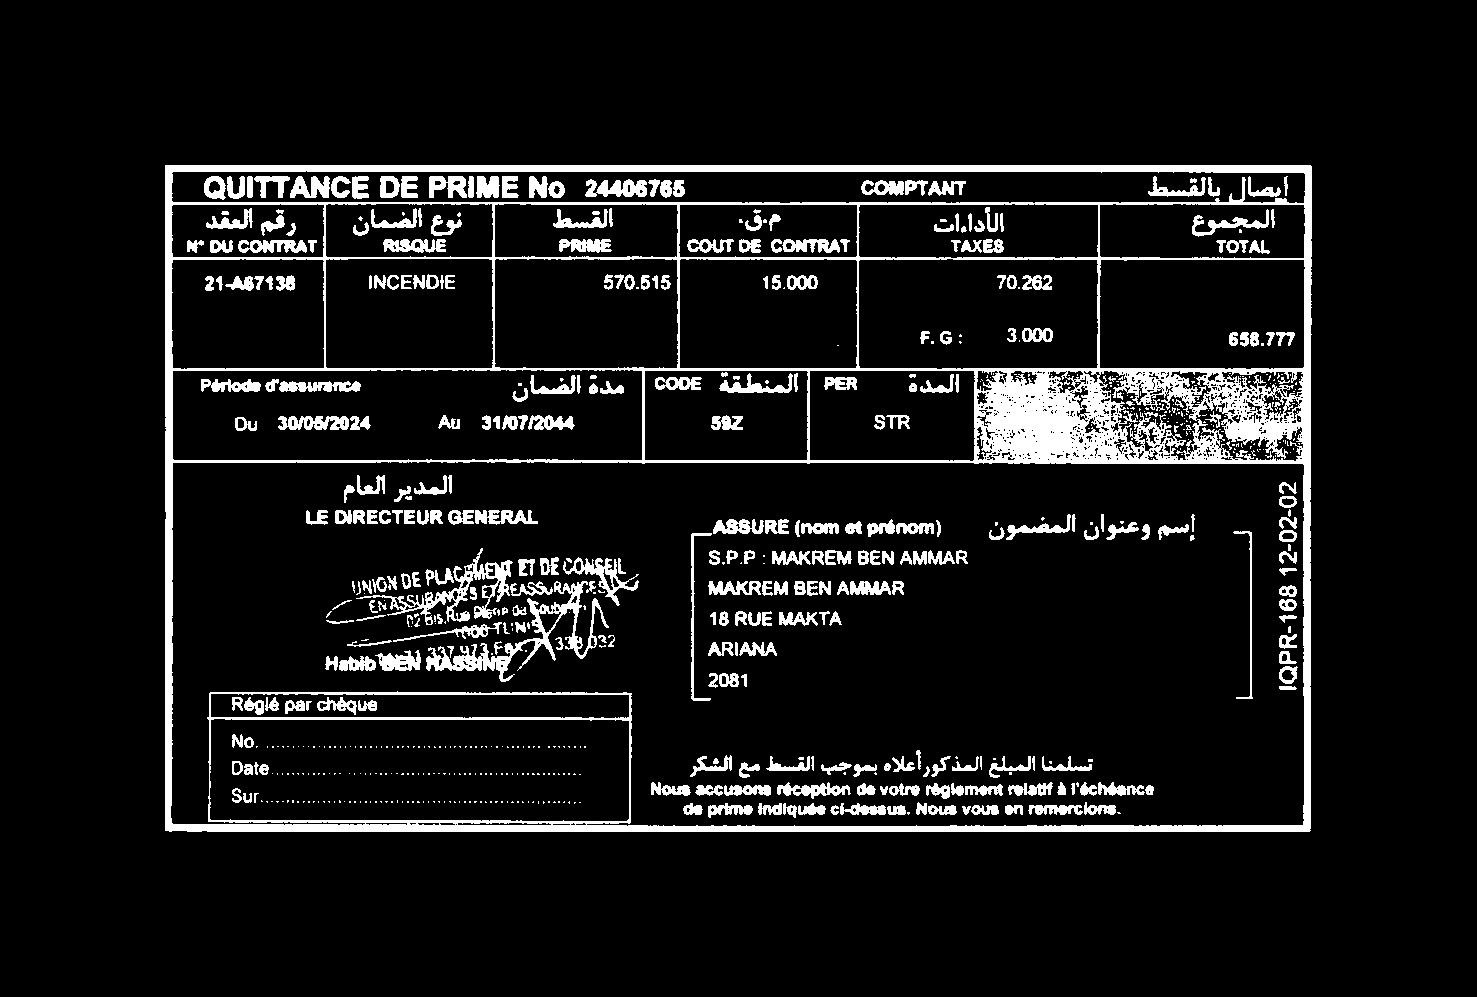 QUITTANCE DE PRIME No 24406765 COMPTANT إيصال بالقسط
رقم العقد نوع الضمان القسط م.ق. الأداءات المجموع
N° DU CONTRAT RISQUE PRIME COUT DE CONTRAT TAXES TOTAL
21-A67138 INCENDIE 570.515 15.000 70.262
F. G : 3.000 658.777
Période d'assurance مدة الضمان CODE المنطقة PER المدة
Du 30/05/2024 Au 31/07/2044 59Z STR
المدير العام
LE DIRECTEUR GENERAL
UNION DE PLACEMENT ET DE CONSEIL
EN ASSURANCES ET REASSURANCES
02 Bis, Rue Pierre de Coubertin
1000 TUNIS
71 337 973 Fax. 338 032
Habib BEN HASSINE
ASSURE (nom et prénom) إسم وعنوان المضمون
S.P.P : MAKREM BEN AMMAR
MAKREM BEN AMMAR
18 RUE MAKTA
ARIANA
2081
IQPR-168 12-02-02
Réglé par chèque
No.
Date
Sur
تسلمنا المبلغ المذكور أعلاه بموجب القسط مع الشكر
Nous accusons réception de votre règlement relatif à l'échéance
de prime indiquée ci-dessus. Nous vous en remercions.